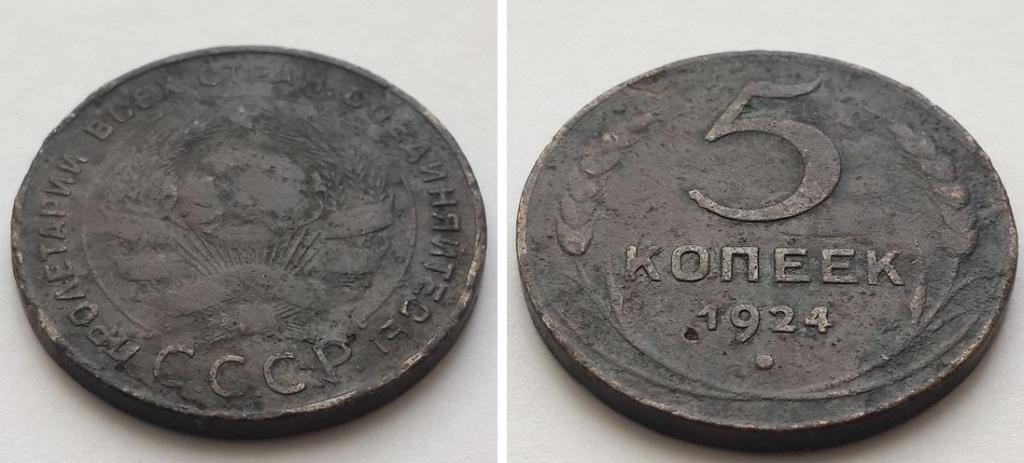 ПРОЛЕТАРИИ ВСЕХ СТРАН, СОЕДИНЯЙТЕСЬ!
С.С.С.Р.
5
КОПЕЕК
1924